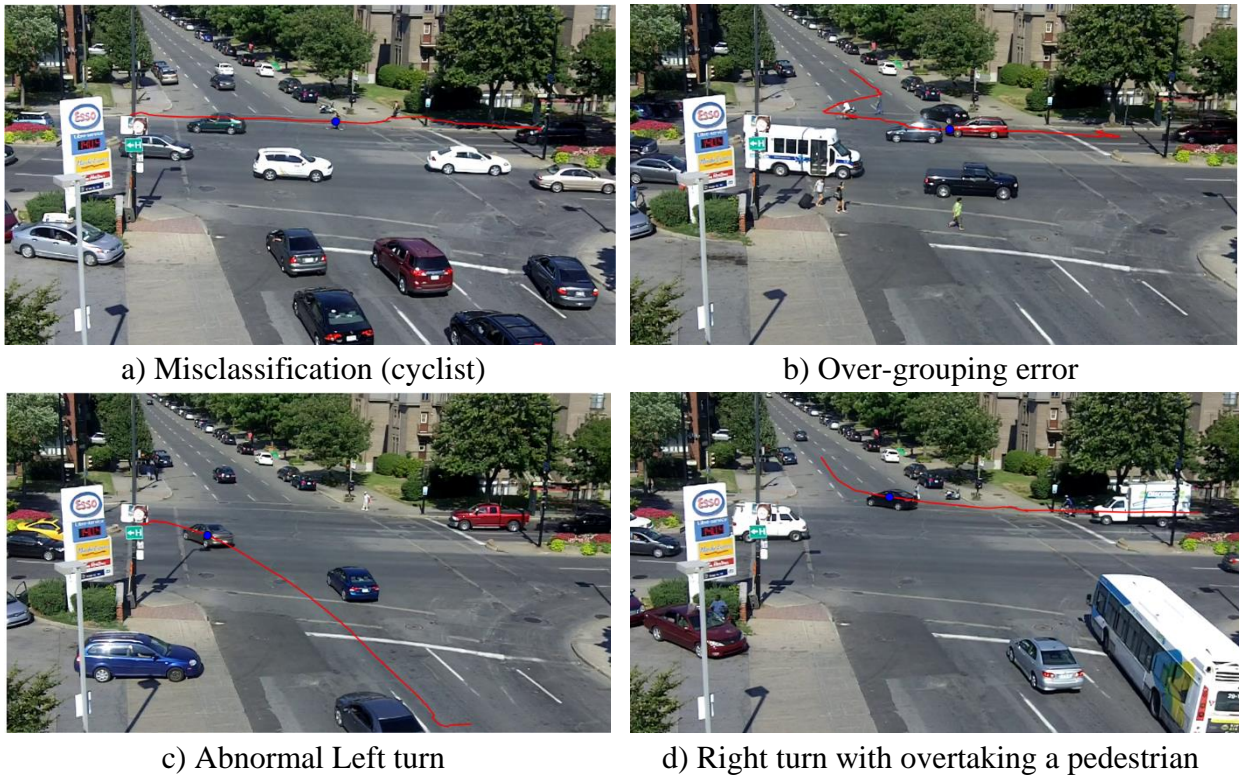 Esso
H
Esso
H
a) Misclassification (cyclist)
b) Over-grouping error
Esso
H
Esso
H
c) Abnormal Left turn
d) Right turn with overtaking a pedestrian